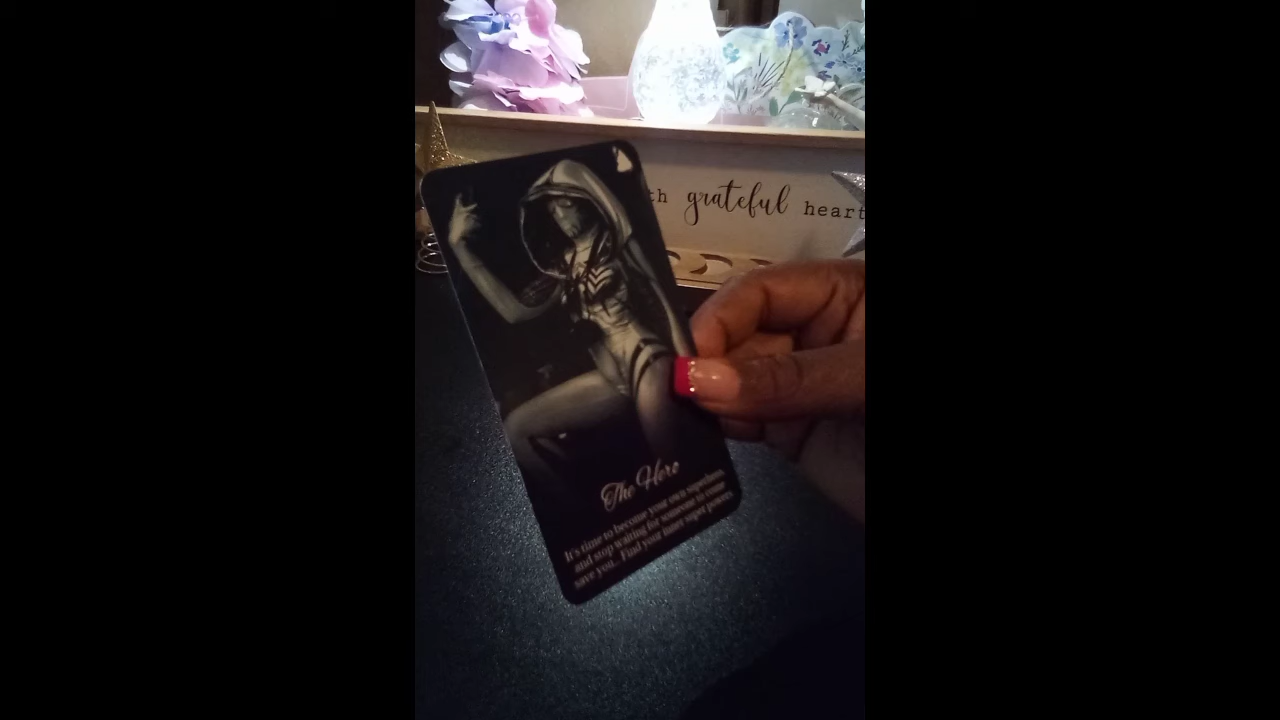 th grateful heart
The Hero
It's time to become your own superhero
and stop waiting for someone to come
save you.. Find your inner super powers